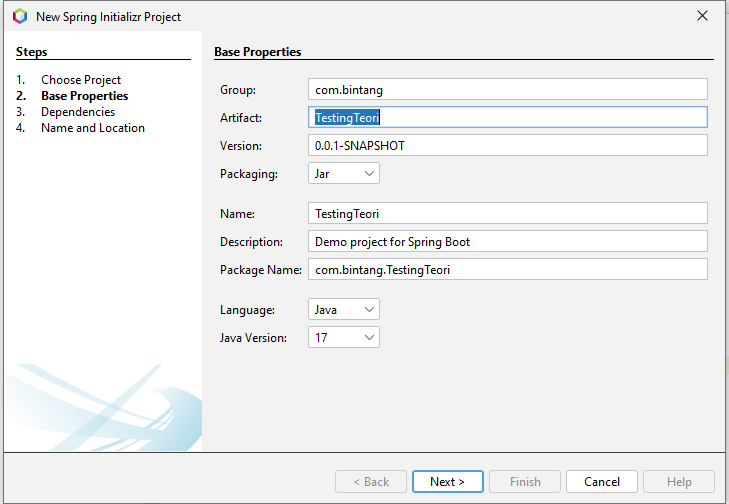 New Spring Initializr Project
Steps
1. Choose Project
2. Base Properties
3. Dependencies
4. Name and Location
Base Properties
Group: com.bintang
Artifact: TestingTeori
Version: 0.0.1-SNAPSHOT
Packaging: Jar
Name: TestingTeori
Description: Demo project for Spring Boot
Package Name: com.bintang.TestingTeori
Language: Java
Java Version: 17
< Back Next > Finish Cancel Help